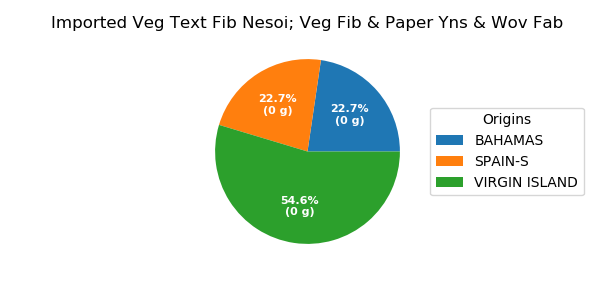 Imported Veg Text Fib Nesoi; Veg Fib & Paper Yns & Wov Fab
22.7%
(0 g)
22.7%
(0 g)
54.6%
(0 g)
Origins
BAHAMAS
SPAIN-S
VIRGIN ISLAND